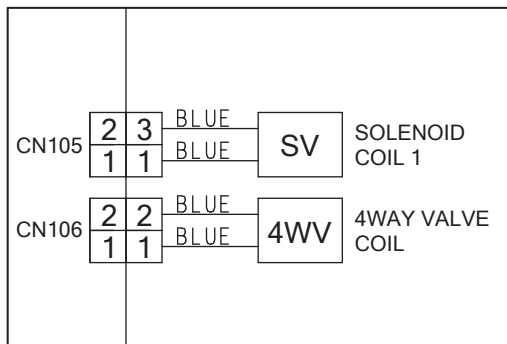 CN105
2 3 BLUE
1 1 BLUE
SV
SOLENOID
COIL 1
CN106
2 2 BLUE
1 1 BLUE
4WV
4WAY VALVE
COIL